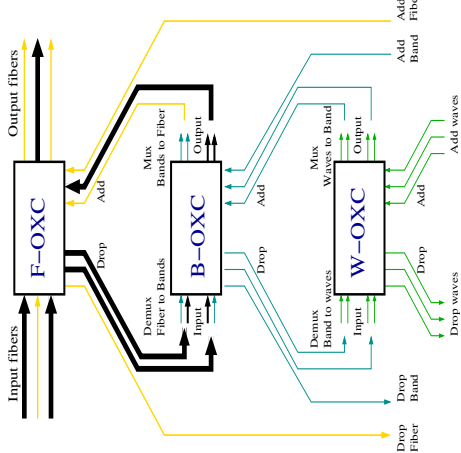 Input fibers
Output fibers
F−OXC
Drop
Add
Add
Fiber
Demux
Fiber to Bands
Mux
Bands to Fiber
Input
Output
B−OXC
Drop
Add
Add
Band
Demux
Band to waves
Mux
Waves to Band
Input
Output
W−OXC
Drop
Add
Drop
Fiber
Drop
Band
Drop waves
Add waves